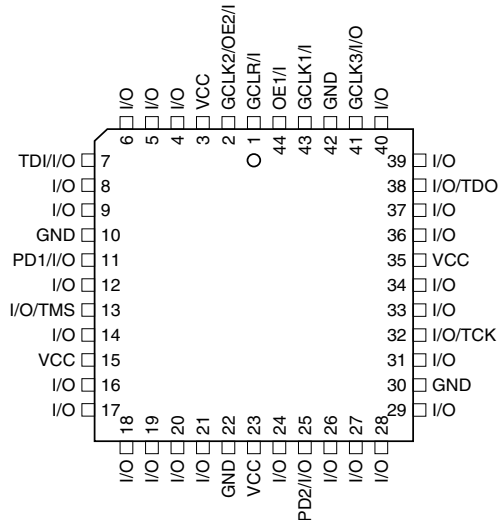 I/O
I/O
I/O
VCC
GCLK2/OE2/I
GCLR/I
OE1/I
GCLK1/I
GND
GCLK3/I/O
I/O
6
5
4
3
2
1
44
43
42
41
40
TDI/I/O 7
I/O 8
I/O 9
GND 10
PD1/I/O 11
I/O 12
I/O/TMS 13
I/O 14
VCC 15
I/O 16
I/O 17
39 I/O
38 I/O/TDO
37 I/O
36 I/O
35 VCC
34 I/O
33 I/O
32 I/O/TCK
31 I/O
30 GND
29 I/O
18
19
20
21
22
23
24
25
26
27
28
I/O
I/O
I/O
I/O
GND
VCC
I/O
PD2/I/O
I/O
I/O
I/O